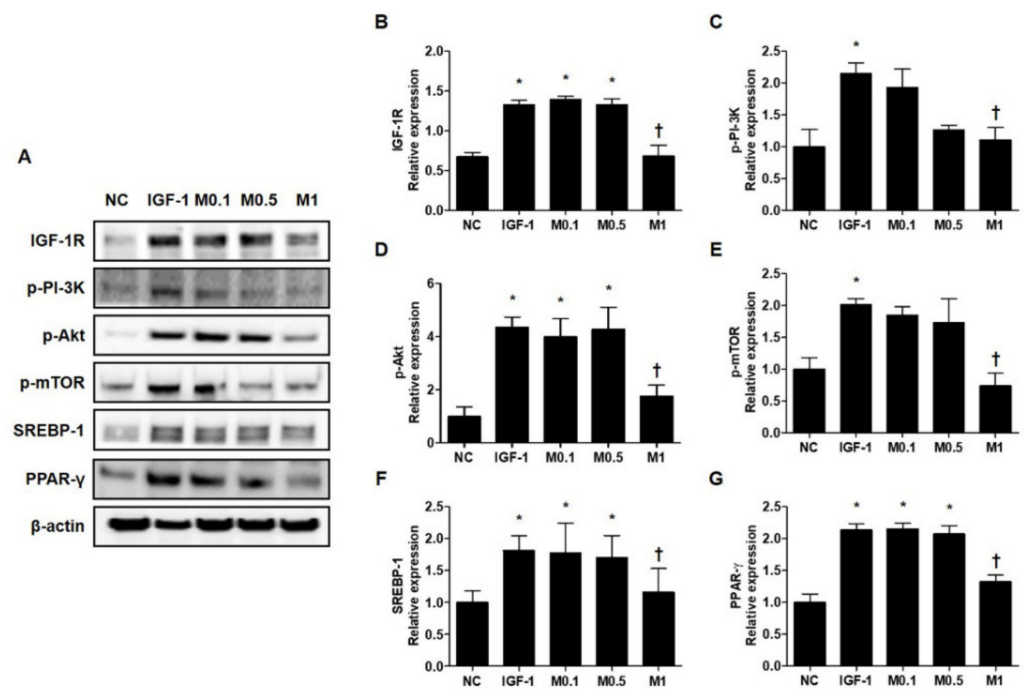 A
NC IGF-1 M0.1 M0.5 M1
IGF-1R
p-PI-3K
p-Akt
p-mTOR
SREBP-1
PPAR-γ
β-actin
B
IGF-1R
Relative expression
2.0
1.5
1.0
0.5
0.0
* * * †
NC IGF-1 M0.1 M0.5 M1
C
p-PI-3K
Relative expression
2.5
2.0
1.5
1.0
0.5
0.0
* †
NC IGF-1 M0.1 M0.5 M1
D
p-Akt
Relative expression
6
4
2
0
* * * †
NC IGF-1 M0.1 M0.5 M1
E
p-mTOR
Relative expression
2.5
2.0
1.5
1.0
0.5
0.0
* †
NC IGF-1 M0.1 M0.5 M1
F
SREBP-1
Relative expression
2.5
2.0
1.5
1.0
0.5
0.0
* * * †
NC IGF-1 M0.1 M0.5 M1
G
PPAR-γ
Relative expression
2.5
2.0
1.5
1.0
0.5
0.0
* * * †
NC IGF-1 M0.1 M0.5 M1